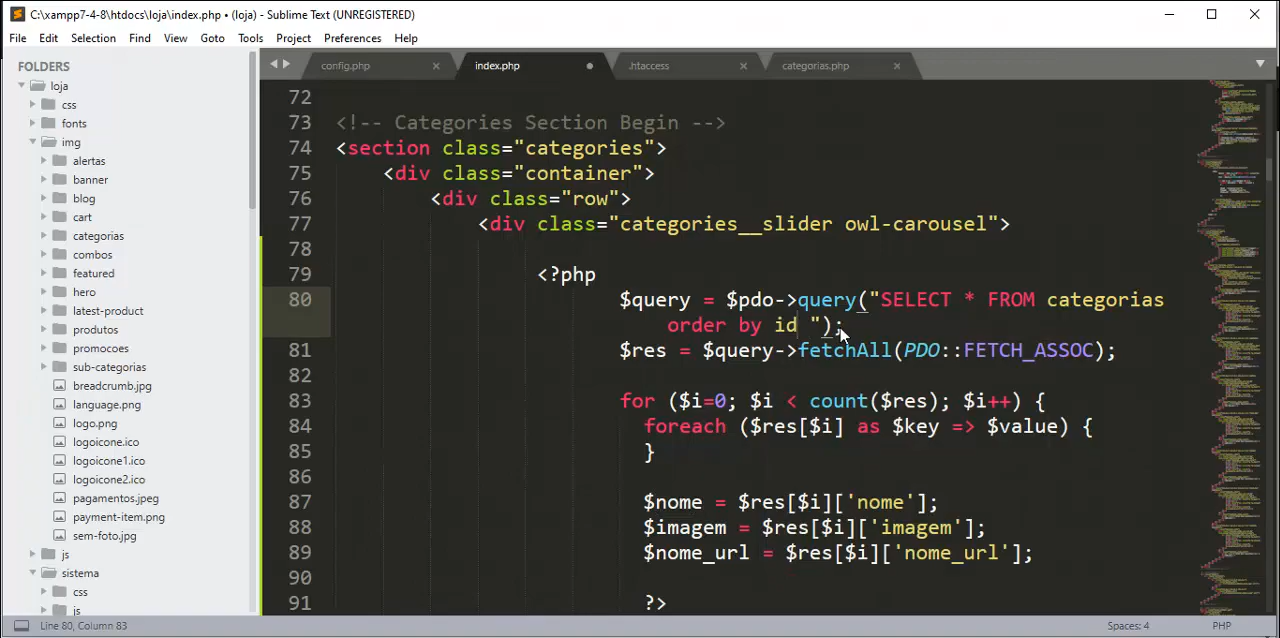 C:\xampp7-4-8\htdocs\loja\index.php • (loja) - Sublime Text (UNREGISTERED)
File Edit Selection Find View Goto Tools Project Preferences Help
FOLDERS
loja
css
fonts
img
alertas
banner
blog
cart
categorias
combos
featured
hero
latest-product
produtos
promocoes
sub-categorias
breadcrumb.jpg
language.png
logo.png
logoicone.ico
logoicone1.ico
logoicone2.ico
pagamentos.jpeg
payment-item.png
sem-foto.jpg
js
sistema
css
js
config.php index.php .htaccess categorias.php
72
73 <!-- Categories Section Begin -->
74 <section class="categories">
75 <div class="container">
76 <div class="row">
77 <div class="categories__slider owl-carousel">
78
79 <?php
80 $query = $pdo->query("SELECT * FROM categorias
order by id ");
81 $res = $query->fetchAll(PDO::FETCH_ASSOC);
82
83 for ($i=0; $i < count($res); $i++) {
84 foreach ($res[$i] as $key => $value) {
85 }
86
87 $nome = $res[$i]['nome'];
88 $imagem = $res[$i]['imagem'];
89 $nome_url = $res[$i]['nome_url'];
90
91 ?>
Line 80, Column 83 Spaces: 4 PHP